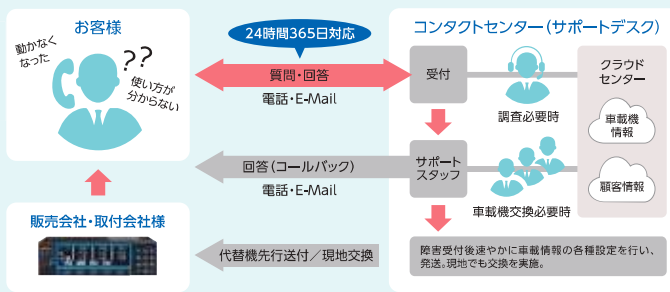 お客様
動かなく
なった
??
使い方が
分からない
24時間365日対応
質問・回答
電話・E-Mail
コンタクトセンター(サポートデスク)
受付
調査必要時
クラウド
センター
車載機
情報
顧客情報
回答(コールバック)
電話・E-Mail
サポート
スタッフ
車載機交換必要時
販売会社・取付会社様
代替機先行送付/現地交換
障害受付後速やかに車載情報の各種設定を行い、
発送。現地でも交換を実施。